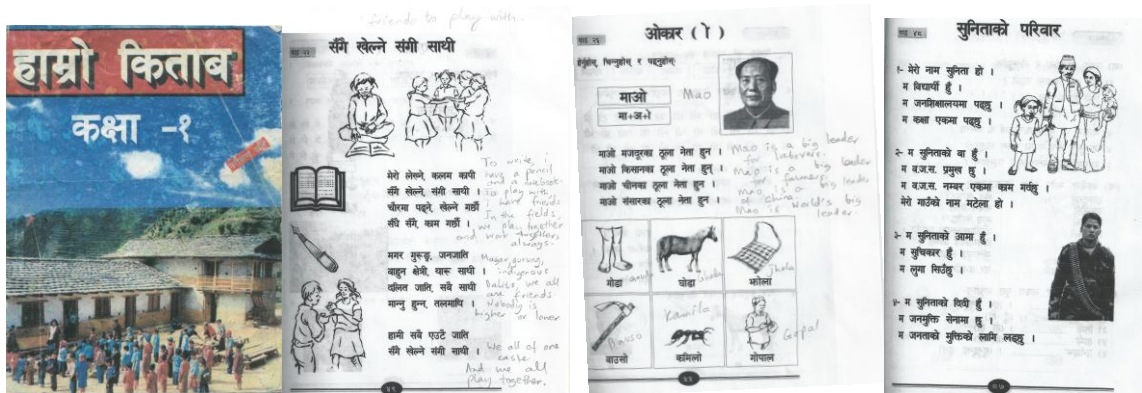 हाम्रो किताब
कक्षा -१
friends to play with...
सँगै खेल्ने संगी साथी
मेरो लेख्ने, कलम कापी
सँगै खेल्ने, संगी साथी ।
चौरमा पढ्ने, खेल्ने गर्छौं
सँधै सँगै, काम गर्छौं ।
To write, i
have a pencil
and a notebook.
To play with
i have friends
In the fields,
we play together
and work together,
always.
मगर गुरूङ्ग, जनजाति
बाहुन क्षेत्री, थारू साथी ।
दलित जाति, सबै साथी
मान्नु हुन्न, तलमाथि ।
Magar, gurung,
indigenous
Dalits, we all
are friends
Nobody is
higher or lower
हामी सबै एउटै जाति
सँगै खेल्ने संगी साथी ।
We all of one
caste.
And we all
play together.
ओकार ( ो )
हेर्नुहोस्, चिन्नुहोस् र पढ्नुहोस्
माओ
मा+अ+ो
Mao
माओ मजदूरका ठूला नेता हुन ।
माओ किसानका ठूला नेता हुन् ।
माओ चीनका ठूला नेता हुन ।
माओ संसारका ठूला नेता हुन ।
Mao is a big leader
for laborers.
Mao is a big leader
for farmers.
Mao is a big leader
of china.
Mao is world's big
leader.
मोजा
घोडा
झोला
Jhola
Kamila
Gopal
बाउसो
कमिलो
गोपाल
सुनिताको परिवार
१- मेरो नाम सुनिता हो ।
म विद्यार्थी हुँ ।
म जनशिक्षालयमा पढ्छु ।
म कक्षा एकमा पढ्छु ।
२- म सुनिताको बा हुँ ।
म व.ज.स. प्रमुख हुँ ।
म व.ज.स. नम्बर एकमा काम गर्दछु ।
मेरो गाउँको नाम मटेला हो ।
३- म सुनिताको आमा हुँ ।
म सुचिकार हुँ ।
म लुगा सिउँछु ।
४- म सुनिताको दिदी हुँ ।
म जनमुक्ति सेनामा छु ।
म जनताको मुक्तिको लागि लड्छु ।